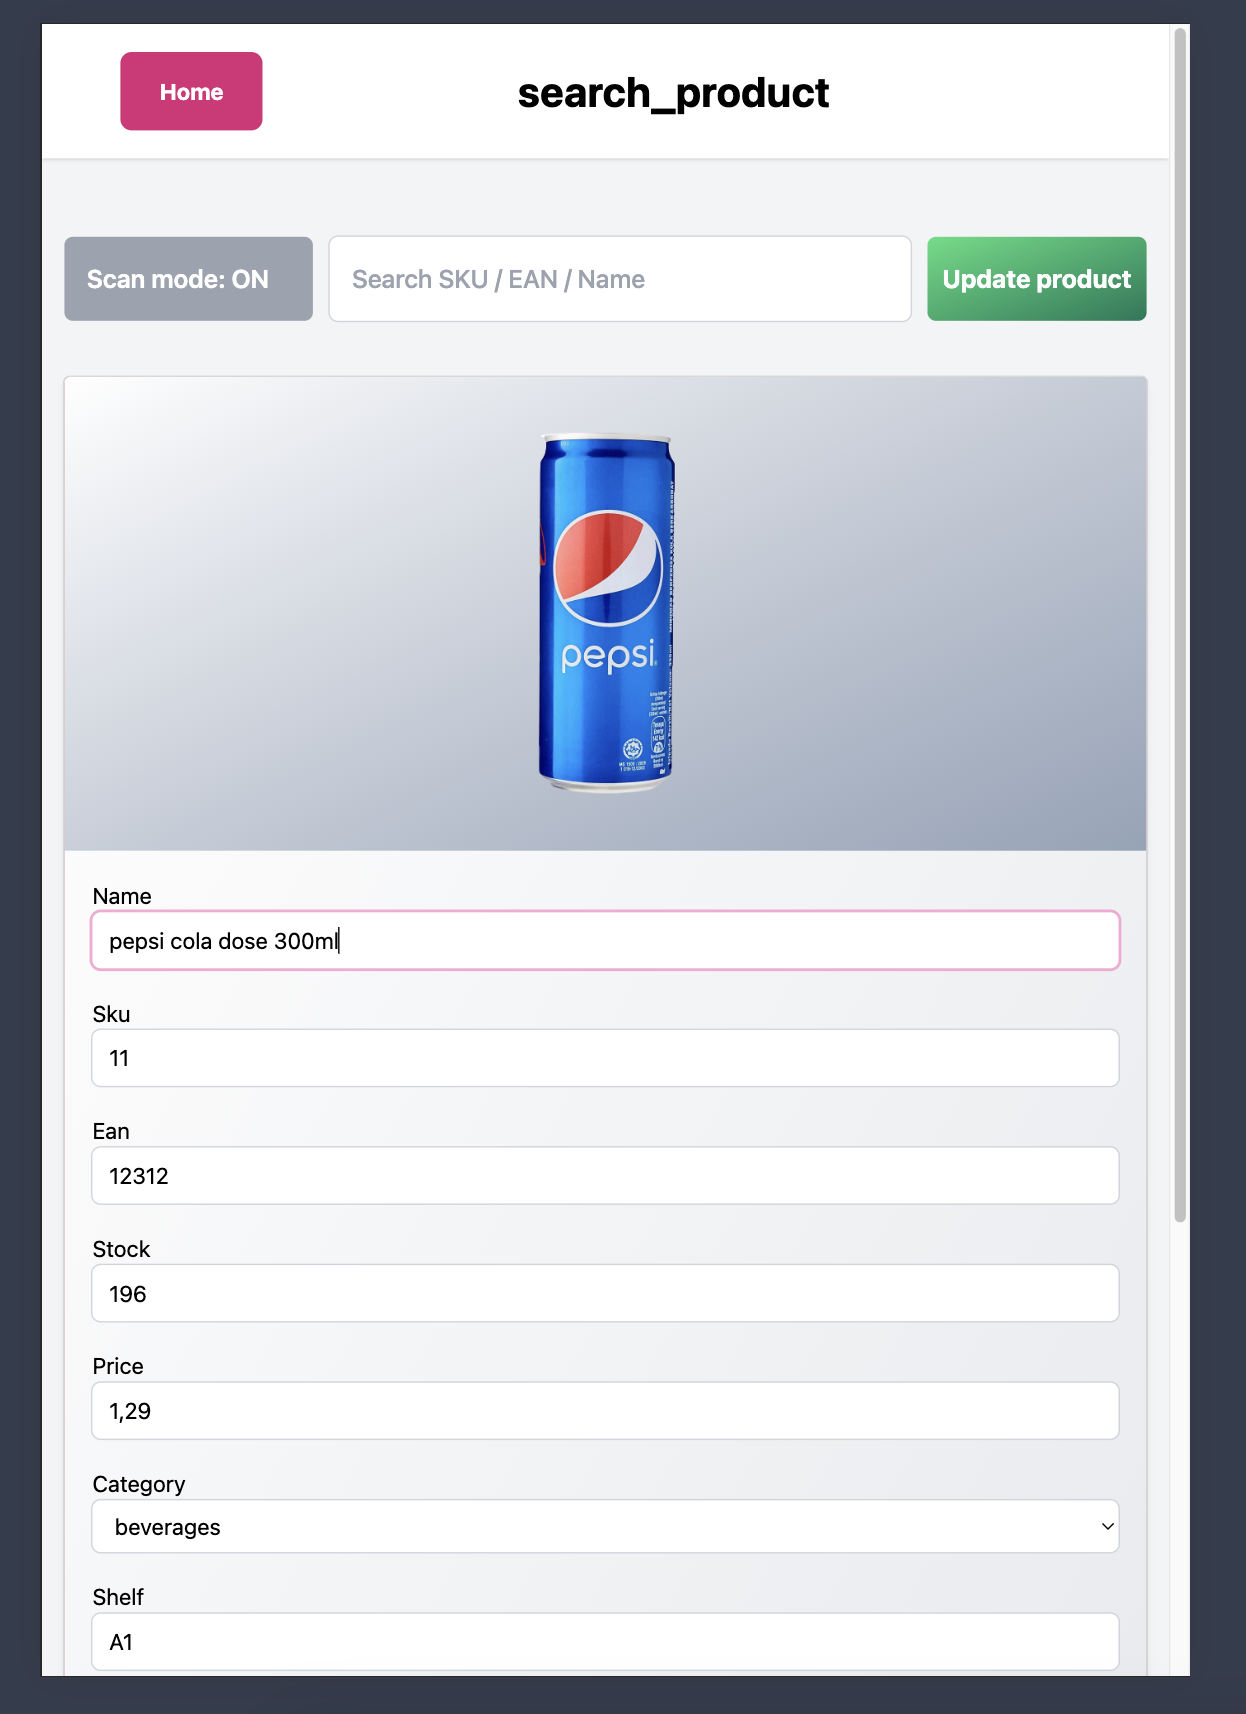 Home
search_product
Scan mode: ON
Search SKU / EAN / Name
Update product
pepsi
Name
pepsi cola dose 300ml
Sku
11
Ean
12312
Stock
196
Price
1,29
Category
beverages
Shelf
A1